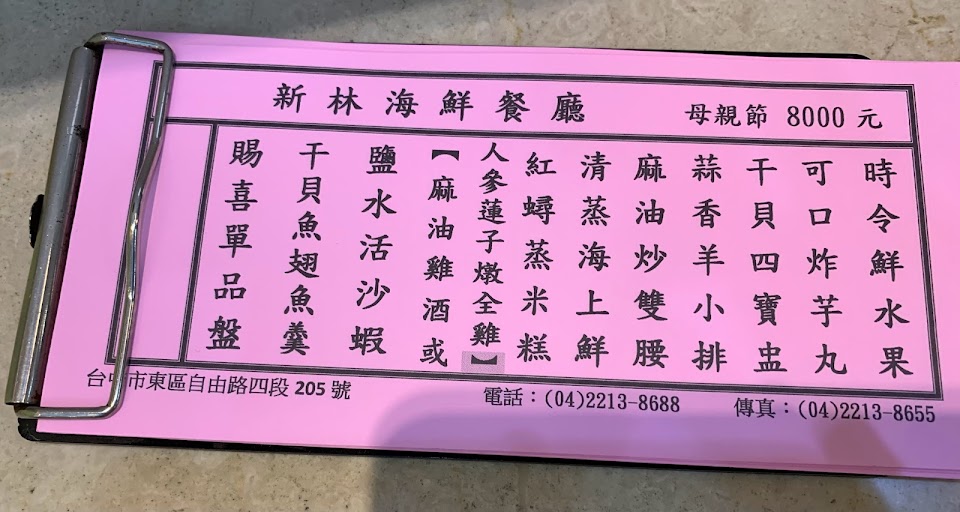 新林海鮮餐廳
母親節 8000 元
賜喜單品盤
干貝魚翅魚羹
鹽水活沙蝦
【麻油雞酒或
人參蓮子燉全雞】
紅蟳蒸米糕
清蒸海上鮮
麻油炒雙腰
蒜香羊小排
干貝四寶盅
可口炸芋丸
時令鮮水果
台中市東區自由路四段 205 號
電話：(04)2213-8688
傳真：(04)2213-8655